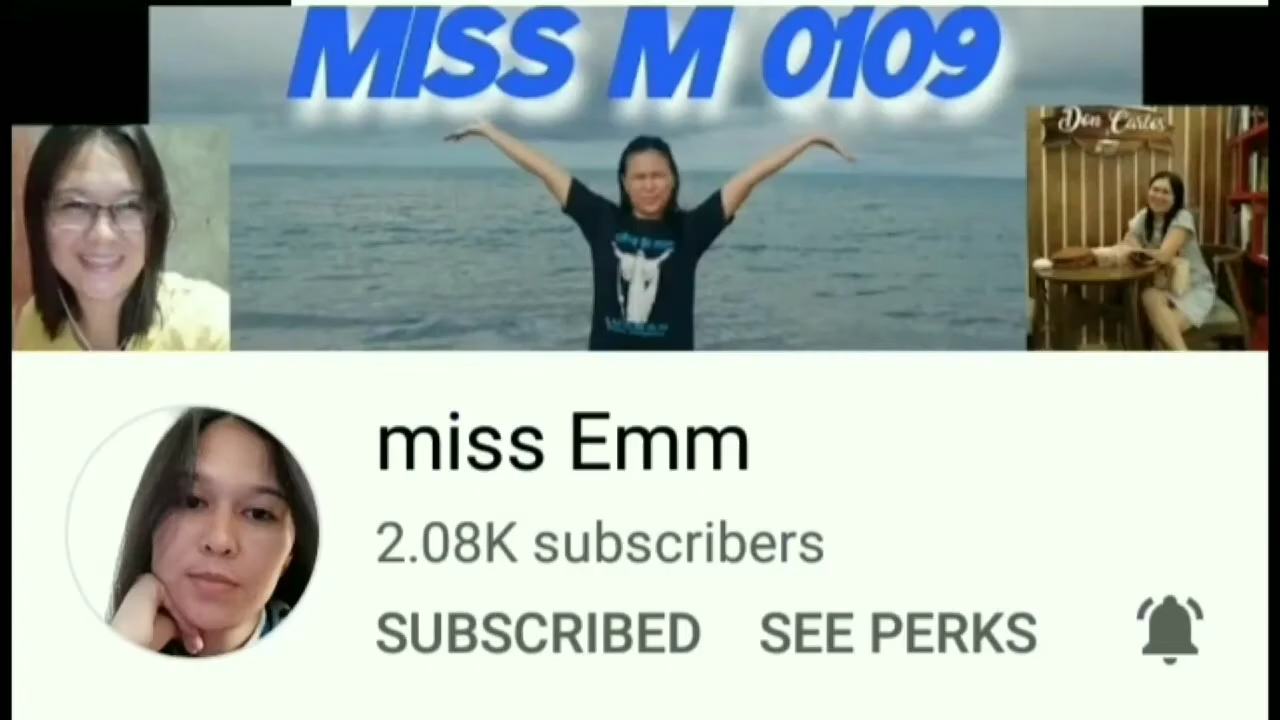 MISS M 0109
Don Carlos
miss Emm
2.08K subscribers
SUBSCRIBED SEE PERKS